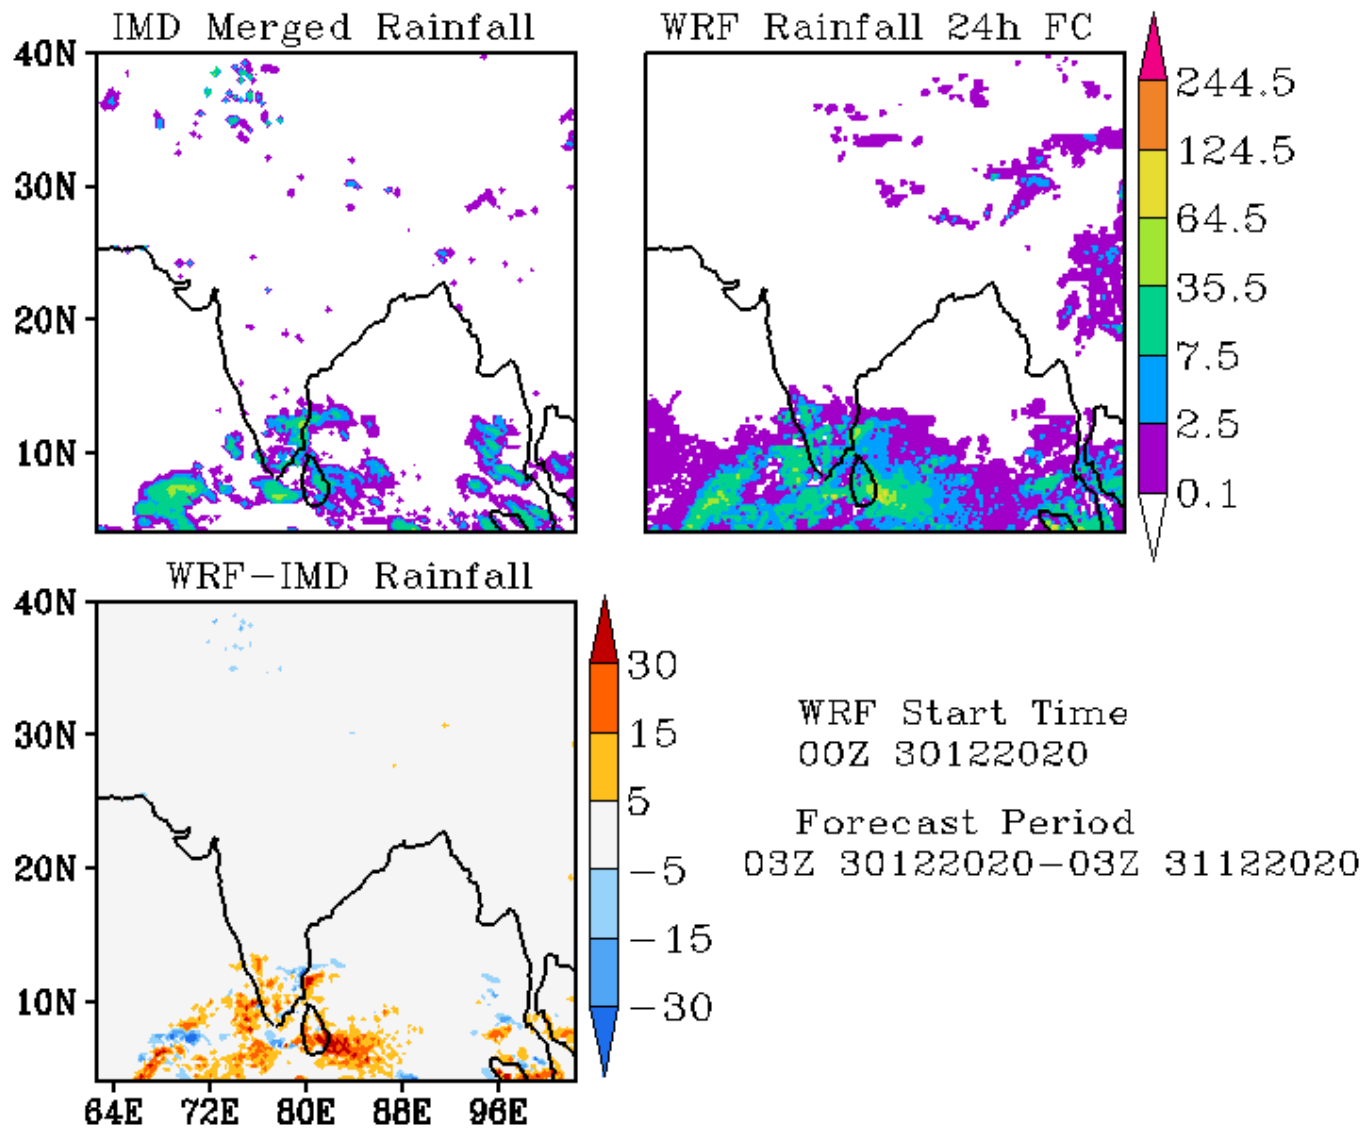 IMD Merged Rainfall
WRF Rainfall 24h FC
40N
30N
20N
10N
244.5
124.5
64.5
35.5
7.5
2.5
0.1
WRF-IMD Rainfall
40N
30N
20N
10N
64E 72E 80E 88E 96E
30
15
5
-5
-15
-30
WRF Start Time
00Z 30122020
Forecast Period
03Z 30122020-03Z 31122020